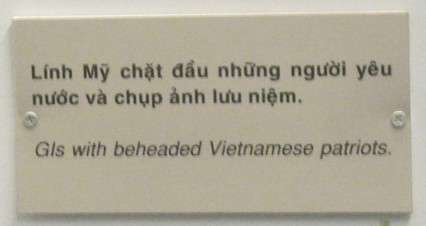 Lính Mỹ chặt đầu những người yêu
nước và chụp ảnh lưu niệm.
GIs with beheaded Vietnamese patriots.